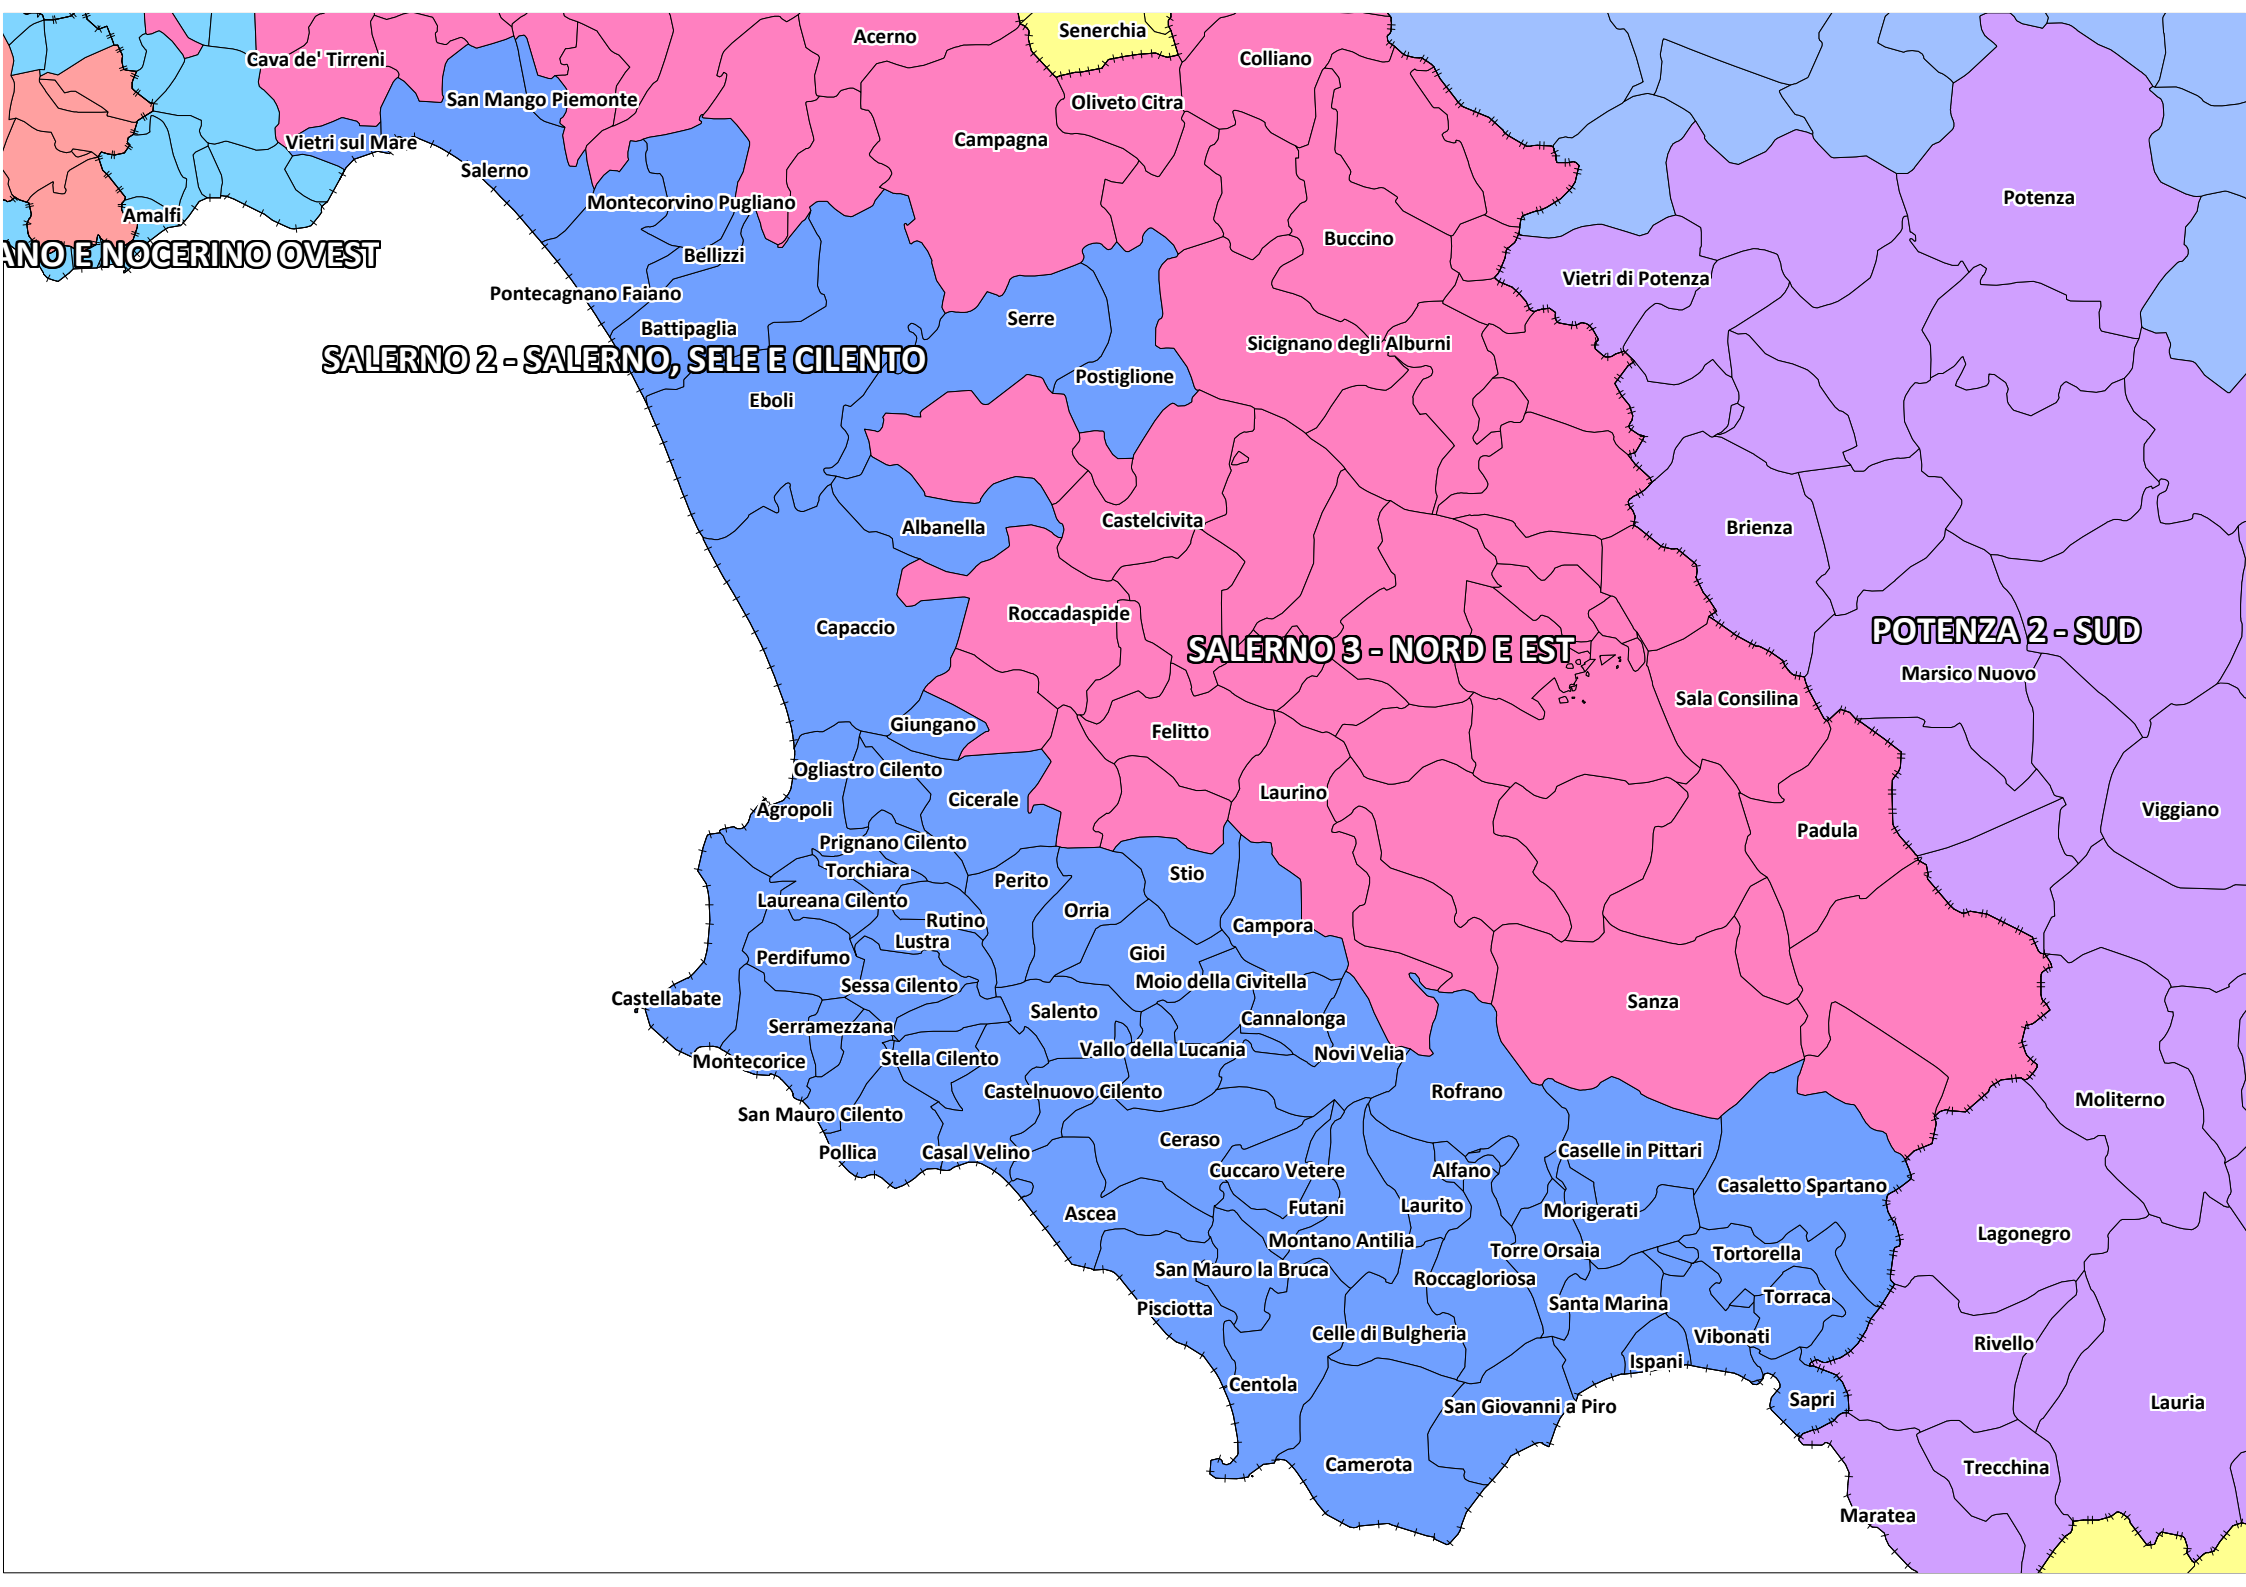 Senerchia
Acerno
Cava de' Tirreni
Colliano
San Mango Piemonte
Oliveto Citra
Vietri sul Mare
Campagna
Salerno
Potenza
Montecorvino Pugliano
Amalfi
Buccino
ANO E NOCERINO OVEST
Bellizzi
Vietri di Potenza
Pontecagnano Faiano
Serre
Battipaglia
Sicignano degli Alburni
SALERNO 2 - SALERNO, SELE E CILENTO
Postiglione
Eboli
Castelcivita
Albanella
Brienza
Roccadaspide
Capaccio
POTENZA 2 - SUD
SALERNO 3 - NORD E EST
Marsico Nuovo
Sala Consilina
Giungano
Felitto
Ogliastro Cilento
Laurino
Cicerale
Agropoli
Viggiano
Padula
Prignano Cilento
Torchiara
Stio
Perito
Laureana Cilento
Orria
Rutino
Campora
Lustra
Gioi
Perdifumo
Moio della Civitella
Sessa Cilento
Castellabate
Sanza
Salento
Cannalonga
Serramezzana
Vallo della Lucania
Novi Velia
Stella Cilento
Montecorice
Castelnuovo Cilento
Rofrano
Moliterno
San Mauro Cilento
Ceraso
Caselle in Pittari
Pollica
Casal Velino
Cuccaro Vetere
Alfano
Casaletto Spartano
Futani
Laurito
Morigerati
Ascea
Lagonegro
Montano Antilia
Torre Orsaia
Tortorella
San Mauro la Bruca
Roccagloriosa
Torraca
Santa Marina
Pisciotta
Celle di Bulgheria
Vibonati
Rivello
Ispani
Centola
Sapri
Lauria
San Giovanni a Piro
Camerota
Trecchina
Maratea